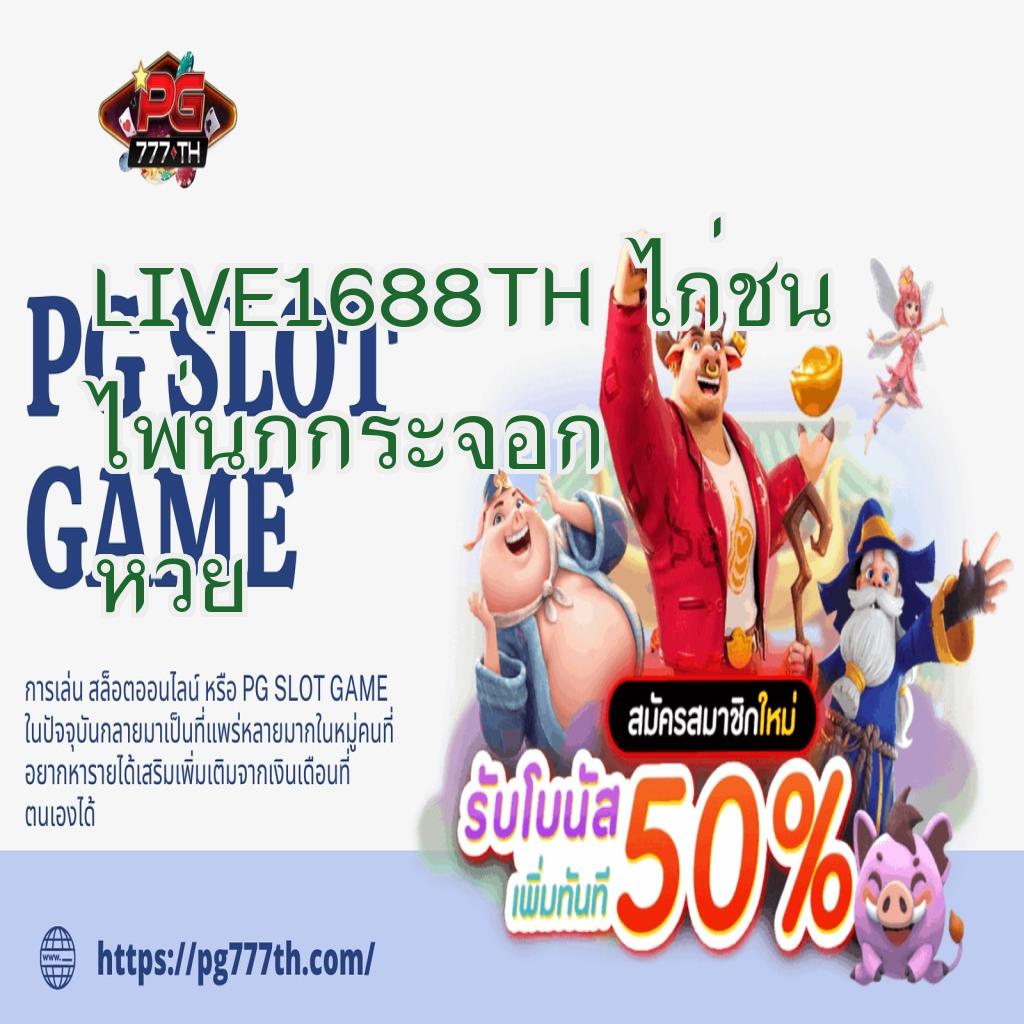 PG
777 TH
LIVE1688TH ไก่ชน
PG SLOT
ไพ่นกกระจอก
GAME
หวย
การเล่น สล็อตออนไลน์ หรือ PG SLOT GAME
ในปัจจุบันกลายมาเป็นที่แพร่หลายมากในหมู่คนที่
อยากหารายได้เสริมเพิ่มเติมจากเงินเดือนที่
ตนเองได้
สมัครสมาชิกใหม่
รับโบนัส
เพิ่มทันที
50%
www.
https://pg777th.com/